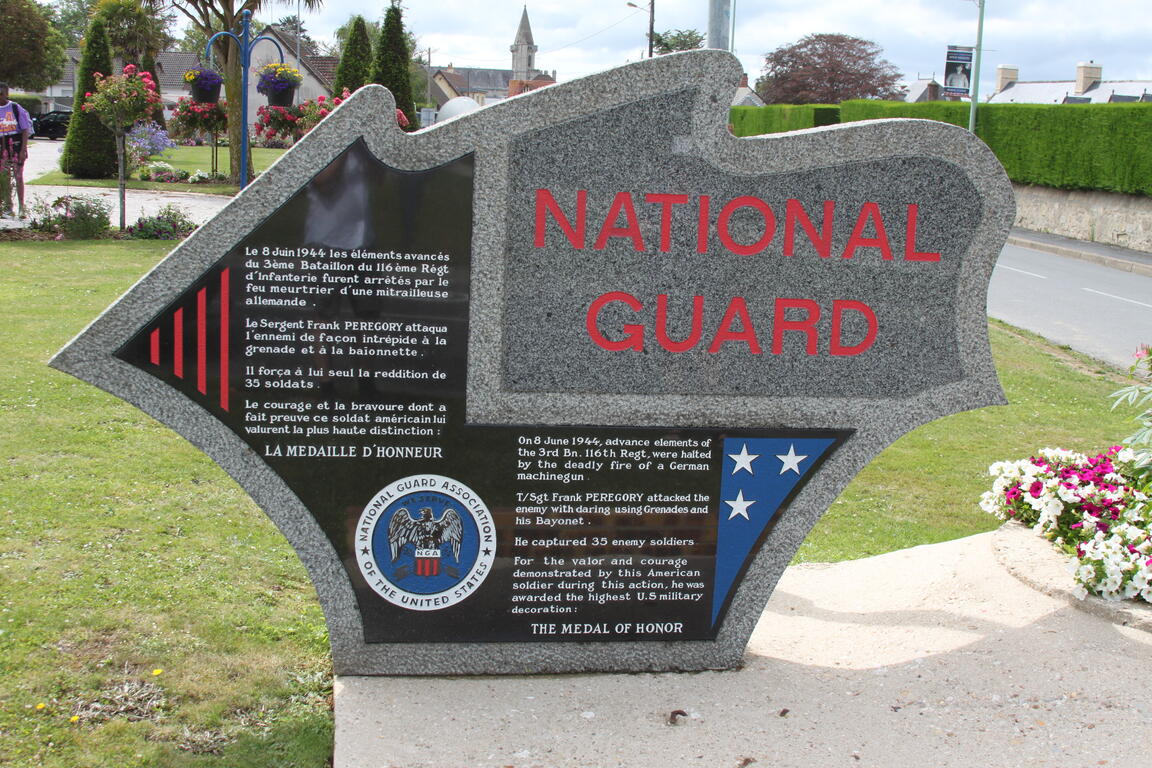 NATIONAL
GUARD
Le 8 Juin 1944 les éléments avancés
du 3ème Bataillon du 116 ème Régt
d'Infanterie furent arrétés par le
feu meurtrier d'une mitrailleuse
allemande .
Le Sergent Frank PEREGORY attaqua
l'ennemi de façon intrépide à la
grenade et à la baïonnette .
Il força à lui seul la reddition de
35 soldats .
Le courage et la bravoure dont a
fait preuve ce soldat américain lui
valurent la plus haute distinction :
LA MEDAILLE D'HONNEUR
NATIONAL GUARD ASSOCIATION
OF THE UNITED STATES
WE SERVE
NGA
On 8 June 1944, advance elements of
the 3rd Bn. 116th Regt, were halted
by the deadly fire of a German
machinegun .
T/Sgt Frank PEREGORY attacked the
enemy with daring using Grenades and
his Bayonet .
He captured 35 enemy soldiers
For the valor and courage
demonstrated by this American
soldier during this action, he was
awarded the highest U.S military
decoration :
THE MEDAL OF HONOR